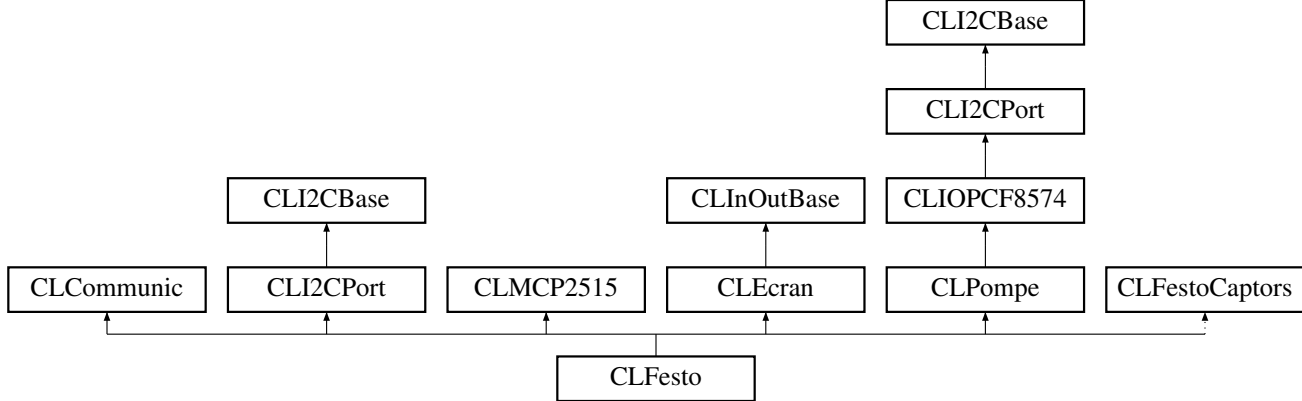 CLI2CBase
CLI2CPort
CLI2CBase
CLInOutBase
CLIOPCF8574
CLCommunic
CLI2CPort
CLMCP2515
CLEcran
CLPompe
CLFestoCaptors
CLFesto